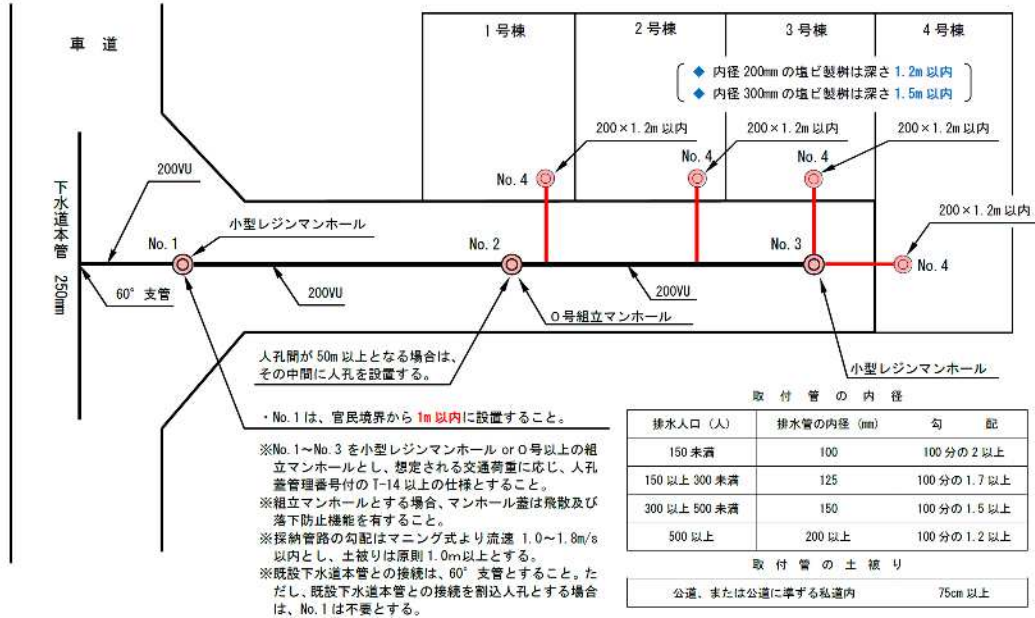 車 道
1号棟
2号棟
3号棟
4号棟
◆ 内径 200mm の塩ビ製桝は深さ 1.2m 以内
◆ 内径 300mm の塩ビ製桝は深さ 1.5m 以内
200×1.2m 以内
200×1.2m 以内
200×1.2m 以内
No. 4
No. 4
No. 4
200×1.2m 以内
No. 4
200VU
下水道本管 250mm
小型レジンマンホール
No. 1
No. 2
No. 3
60° 支管
200VU
200VU
0号組立マンホール
小型レジンマンホール
人孔間が 50m 以上となる場合は、
その中間に人孔を設置する。
・No.1 は、官民境界から 1m 以内に設置すること。
※No.1～No.3 を小型レジンマンホール or 0号以上の組
立マンホールとし、想定される交通荷重に応じ、人孔
蓋管理番号付の T-14 以上の仕様とすること。
※組立マンホールとする場合、マンホール蓋は飛散及び
落下防止機能を有すること。
※採納管路の勾配はマニング式より流速 1.0～1.8m/s
以内とし、土被りは原則 1.0m以上とする。
※既設下水道本管との接続は、60° 支管とすること。た
だし、既設下水道本管との接続を割込人孔とする場合
は、No.1 は不要とする。
取 付 管 の 内 径
排水人口（人） 排水管の内径（mm） 勾 配
150 未満 100 100 分の 2 以上
150 以上 300 未満 125 100 分の 1.7 以上
300 以上 500 未満 150 100 分の 1.5 以上
500 以上 200 以上 100 分の 1.2 以上
取 付 管 の 土 被 り
公道、または公道に準ずる私道内 75cm 以上